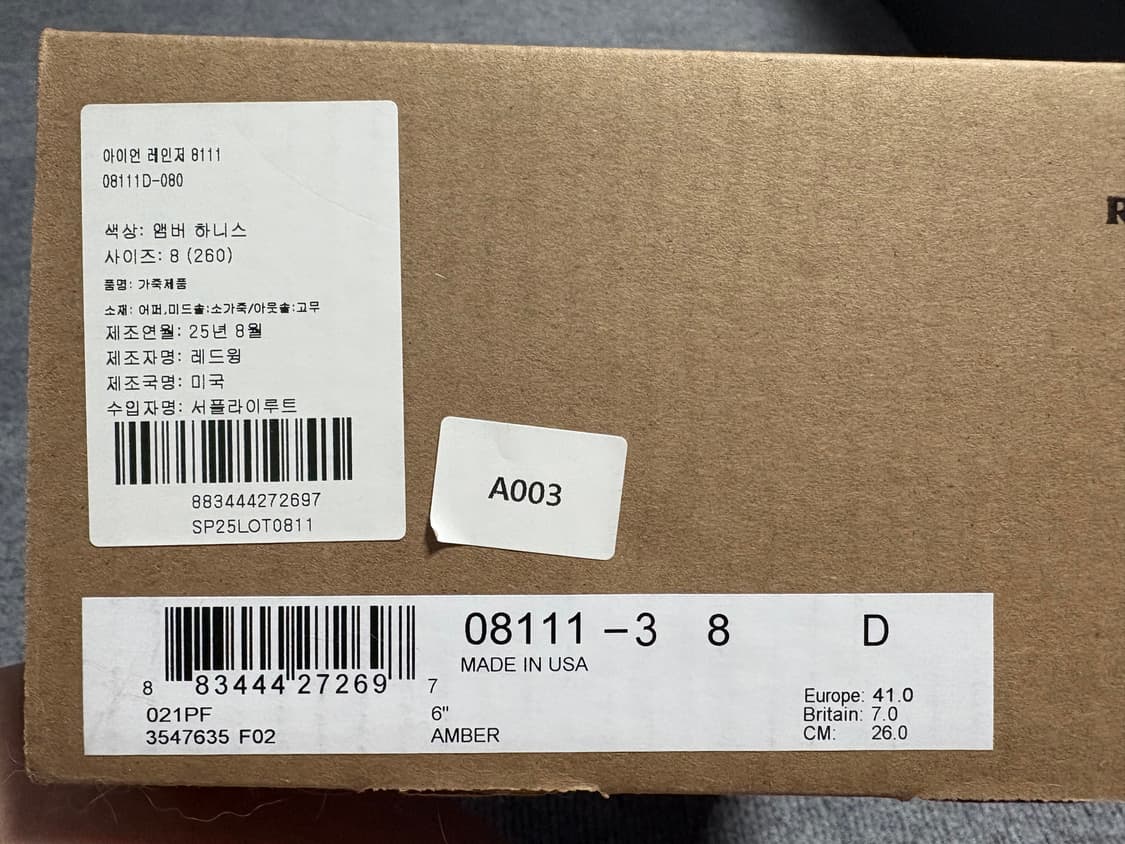 아이언 레인저 8111
08111D-080
색상: 앰버 하니스
사이즈: 8 (260)
품명: 가죽제품
소재: 어퍼,미드솔:소가죽/아웃솔:고무
제조연월: 25년 8월
제조자명: 레드윙
제조국명: 미국
수입자명: 서플라이루트
883444272697
SP25LOT0811
A003
R
08111 -3 8 D
MADE IN USA
8 83444 27269 7
021PF
3547635 F02
6"
AMBER
Europe: 41.0
Britain: 7.0
CM: 26.0